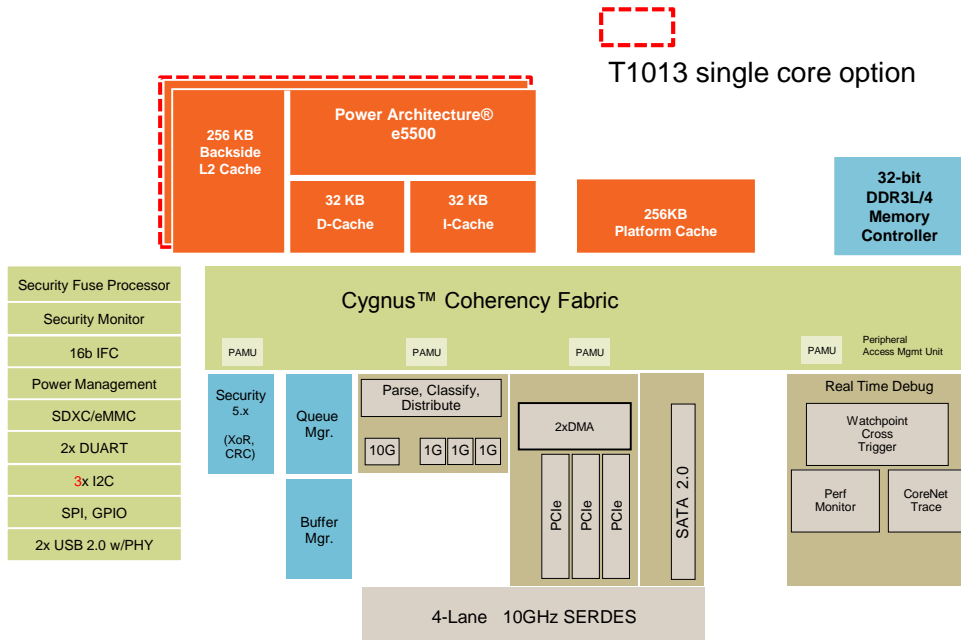 T1013 single core option
256 KB
Backside
L2 Cache
Power Architecture®
e5500
32 KB
D-Cache
32 KB
I-Cache
256KB
Platform Cache
32-bit
DDR3L/4
Memory
Controller
Security Fuse Processor
Security Monitor
16b IFC
Power Management
SDXC/eMMC
2x DUART
3x I2C
SPI, GPIO
2x USB 2.0 w/PHY
Cygnus™ Coherency Fabric
PAMU
PAMU
PAMU
PAMU
Peripheral
Access Mgmt Unit
Security
5.x
(XoR,
CRC)
Queue
Mgr.
Buffer
Mgr.
Parse, Classify,
Distribute
10G
1G
1G
1G
2xDMA
PCIe
PCIe
PCIe
SATA 2.0
Real Time Debug
Watchpoint
Cross
Trigger
Perf
Monitor
CoreNet
Trace
4-Lane 10GHz SERDES